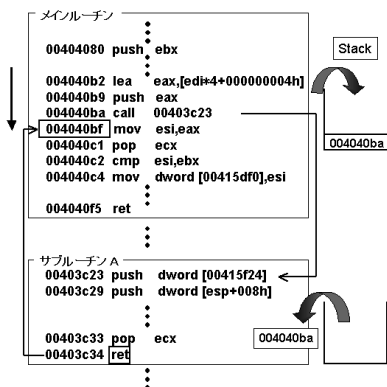 メインルーチン
00404080 push ebx
Stack
004040b2 lea eax,[edi*4+000000004h]
004040b9 push eax
004040ba call 00403c23
004040bf mov esi,eax
004040ba
004040c1 pop ecx
004040c2 cmp esi,ebx
004040c4 mov dword [00415df0],esi
004040f5 ret
サブルーチン A
00403c23 push dword [00415f24]
00403c29 push dword [esp+008h]
00403c33 pop ecx
004040ba
00403c34 ret